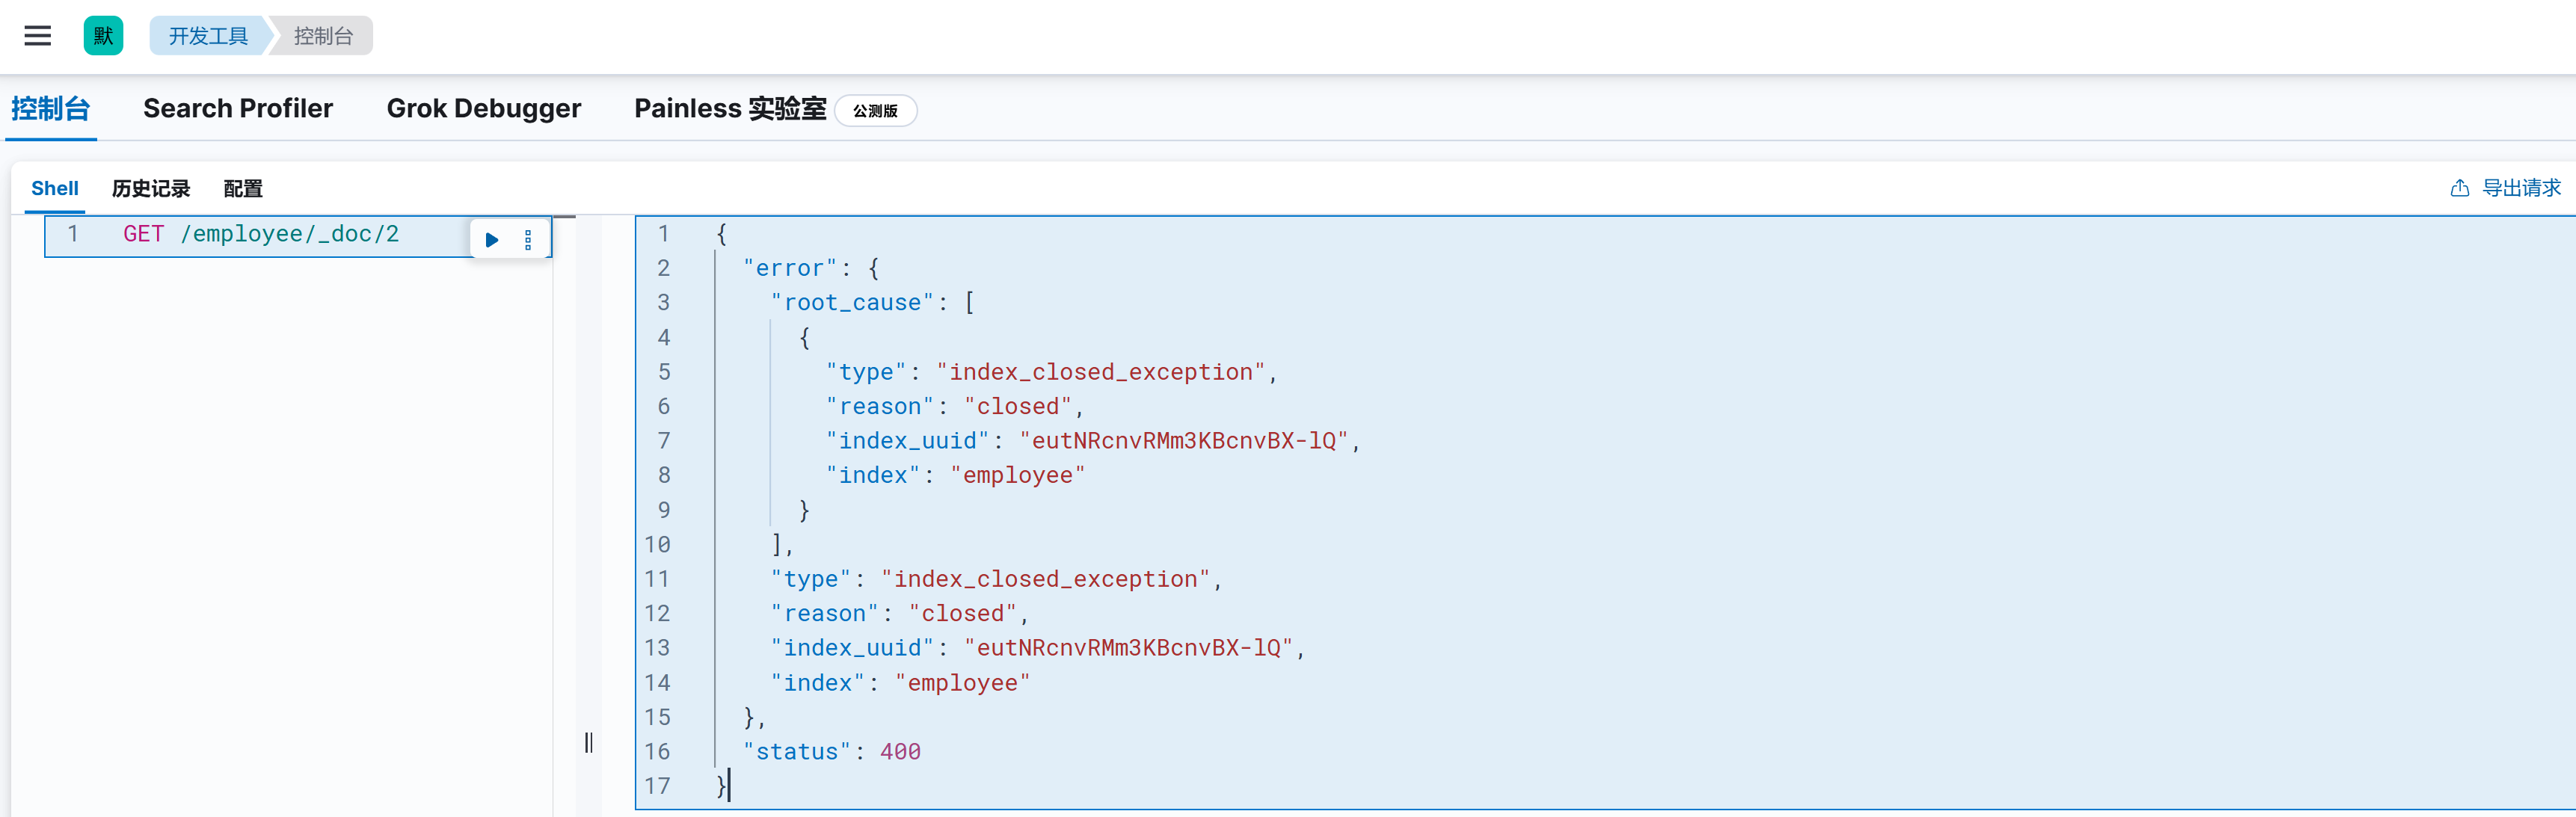 默 开发工具 控制台
控制台 Search Profiler Grok Debugger Painless 实验室 公测版
Shell 历史记录 配置 导出请求
1 GET /employee/_doc/2
1 {
2 "error": {
3 "root_cause": [
4 {
5 "type": "index_closed_exception",
6 "reason": "closed",
7 "index_uuid": "eutNRcnvRMm3KBcnvBX-lQ",
8 "index": "employee"
9 }
10 ],
11 "type": "index_closed_exception",
12 "reason": "closed",
13 "index_uuid": "eutNRcnvRMm3KBcnvBX-lQ",
14 "index": "employee"
15 },
16 "status": 400
17 }